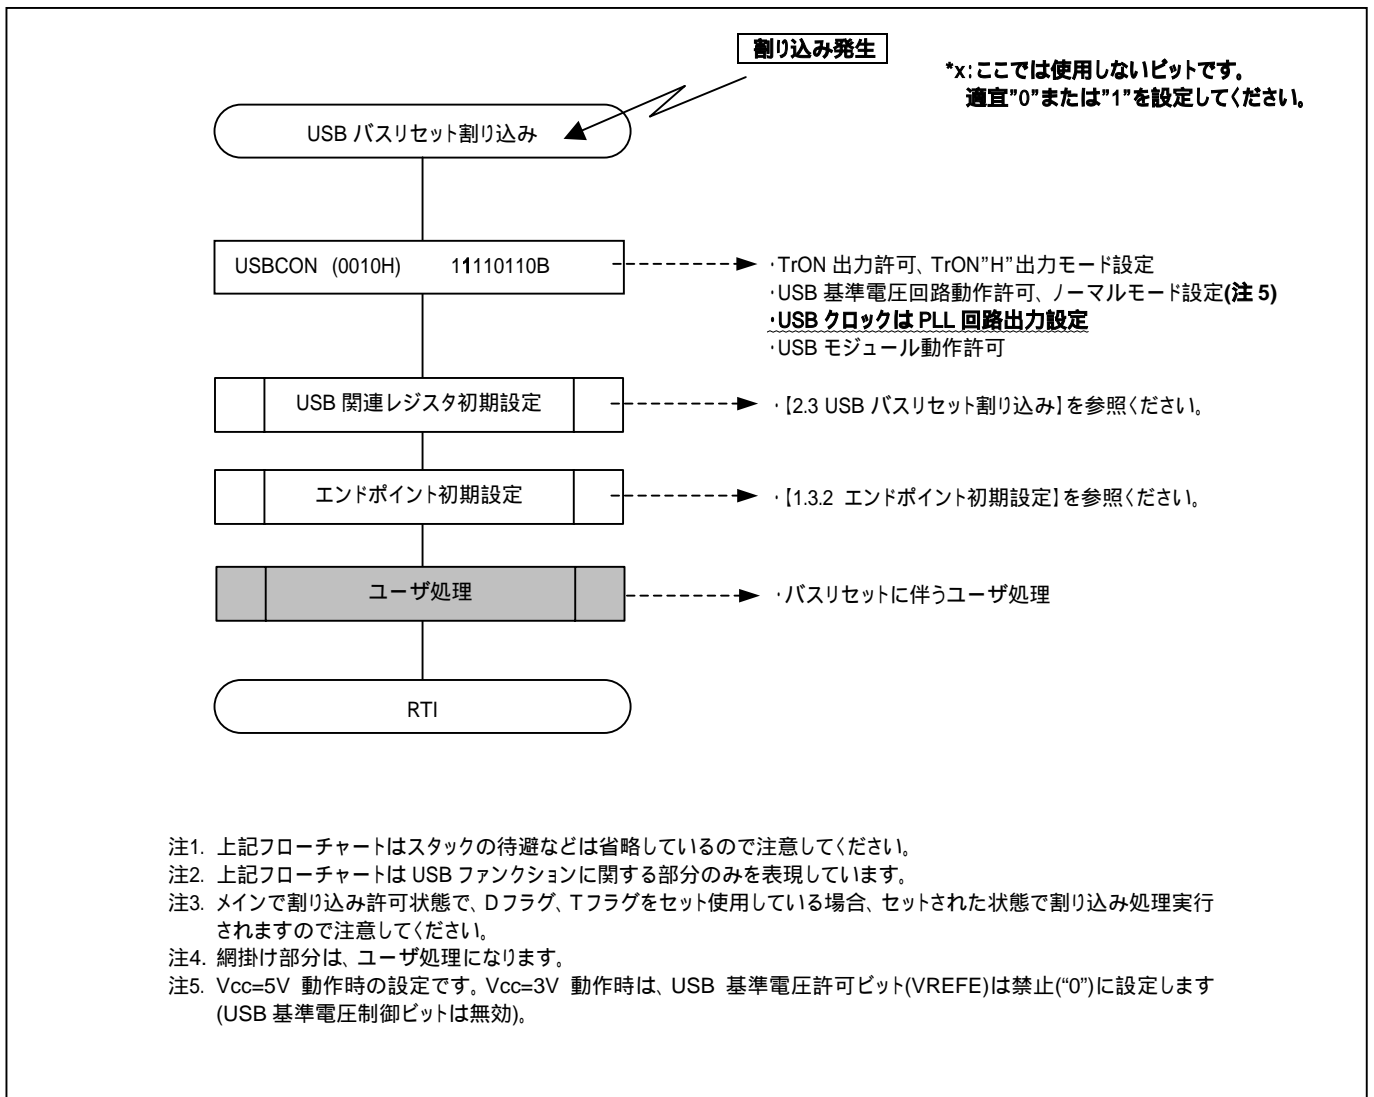 割り込み発生
*x:ここでは使用しないビットです。
適宜"0"または"1"を設定してください。
USB バスリセット割り込み
USBCON (0010H) 11110110B
・TrON 出力許可、TrON"H"出力モード設定
・USB 基準電圧回路動作許可、ノーマルモード設定(注 5)
・USB クロックは PLL 回路出力設定
・USB モジュール動作許可
USB 関連レジスタ初期設定
・【2.3 USB バスリセット割り込み】を参照ください。
エンドポイント初期設定
・【1.3.2 エンドポイント初期設定】を参照ください。
ユーザ処理
・バスリセットに伴うユーザ処理
RTI
注1. 上記フローチャートはスタックの待避などは省略しているので注意してください。
注2. 上記フローチャートは USB ファンクションに関する部分のみを表現しています。
注3. メインで割り込み許可状態で、Dフラグ、Tフラグをセット使用している場合、セットされた状態で割り込み処理実行
されますので注意してください。
注4. 網掛け部分は、ユーザ処理になります。
注5. Vcc=5V 動作時の設定です。Vcc=3V 動作時は、USB 基準電圧許可ビット(VREFE)は禁止("0")に設定します
(USB 基準電圧制御ビットは無効)。